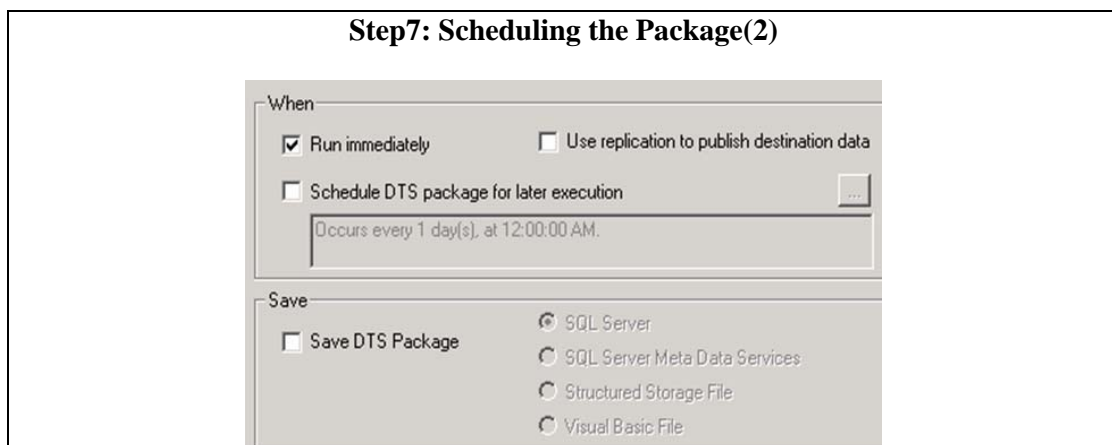 Step7: Scheduling the Package(2)
When
Run immediately
Use replication to publish destination data
Schedule DTS package for later execution
...
Occurs every 1 day(s), at 12:00:00 AM.
Save
Save DTS Package
SQL Server
SQL Server Meta Data Services
Structured Storage File
Visual Basic File